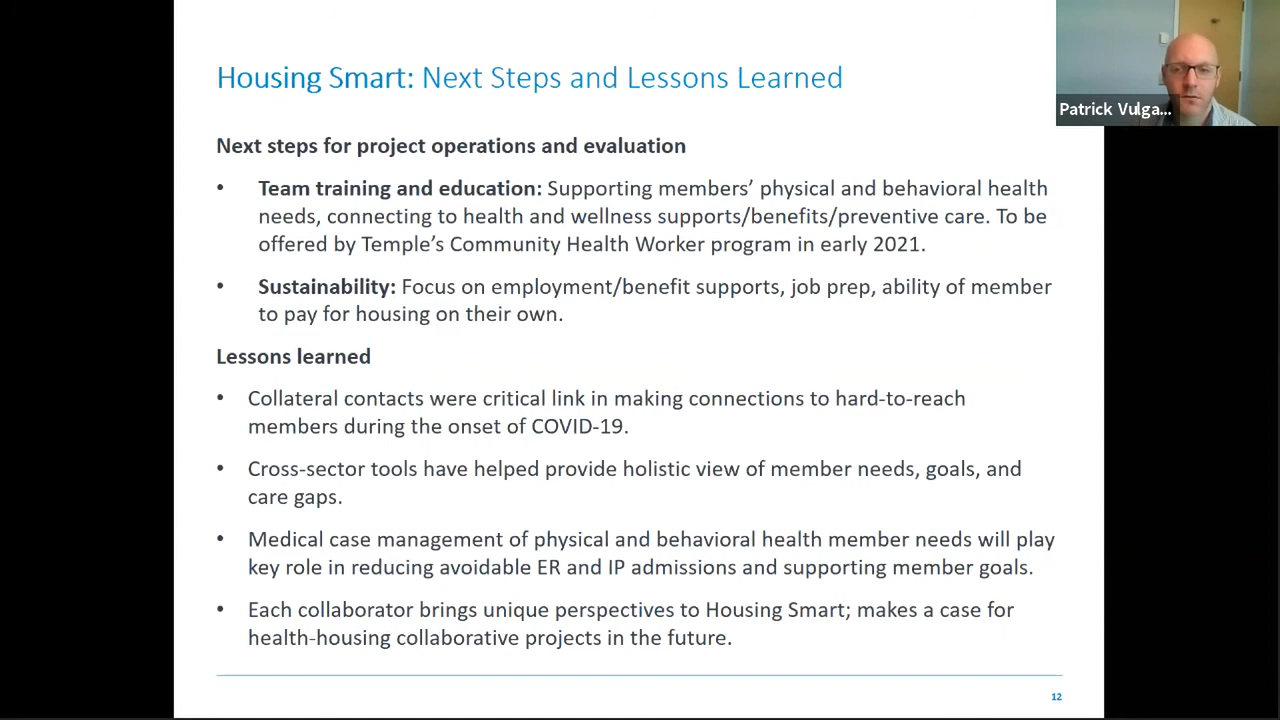 Housing Smart: Next Steps and Lessons Learned
Patrick Vulga...
Next steps for project operations and evaluation
• Team training and education: Supporting members’ physical and behavioral health
needs, connecting to health and wellness supports/benefits/preventive care. To be
offered by Temple’s Community Health Worker program in early 2021.
• Sustainability: Focus on employment/benefit supports, job prep, ability of member
to pay for housing on their own.
Lessons learned
• Collateral contacts were critical link in making connections to hard-to-reach
members during the onset of COVID-19.
• Cross-sector tools have helped provide holistic view of member needs, goals, and
care gaps.
• Medical case management of physical and behavioral health member needs will play
key role in reducing avoidable ER and IP admissions and supporting member goals.
• Each collaborator brings unique perspectives to Housing Smart; makes a case for
health-housing collaborative projects in the future.
12